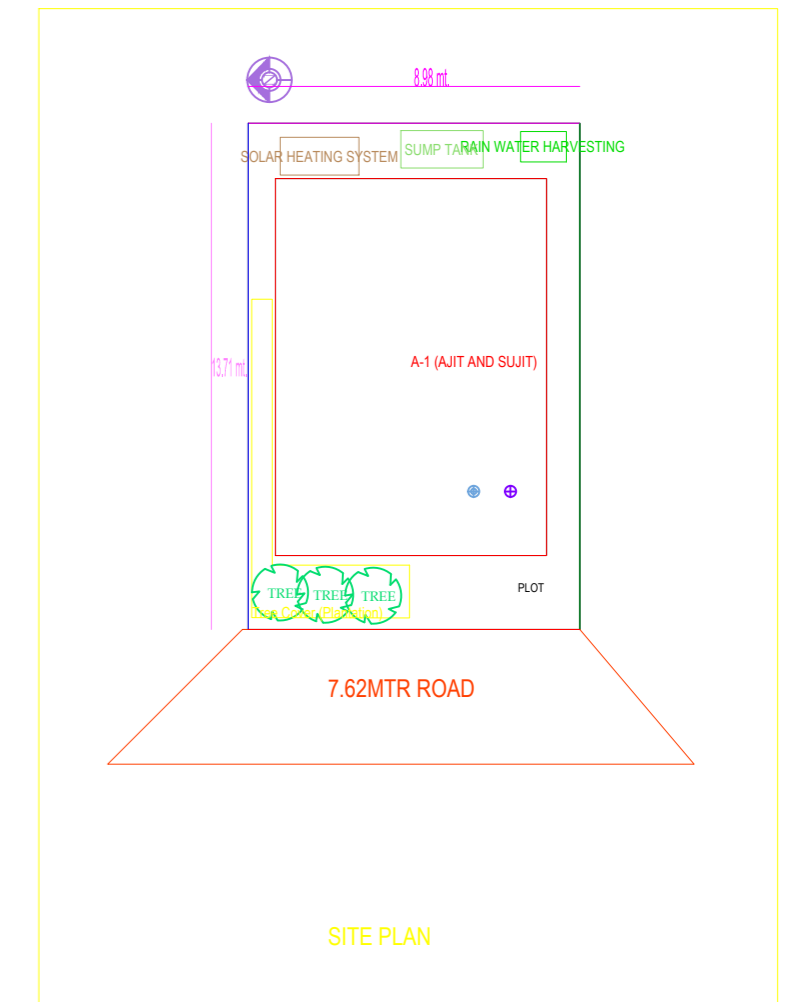 8.98 mt.
SOLAR HEATING SYSTEM
SUMP TANK
RAIN WATER HARVESTING
13.71 mt.
A-1 (AJIT AND SUJIT)
TREE
TREE
TREE
PLOT
Tree Cover (Plantation)
7.62MTR ROAD
SITE PLAN